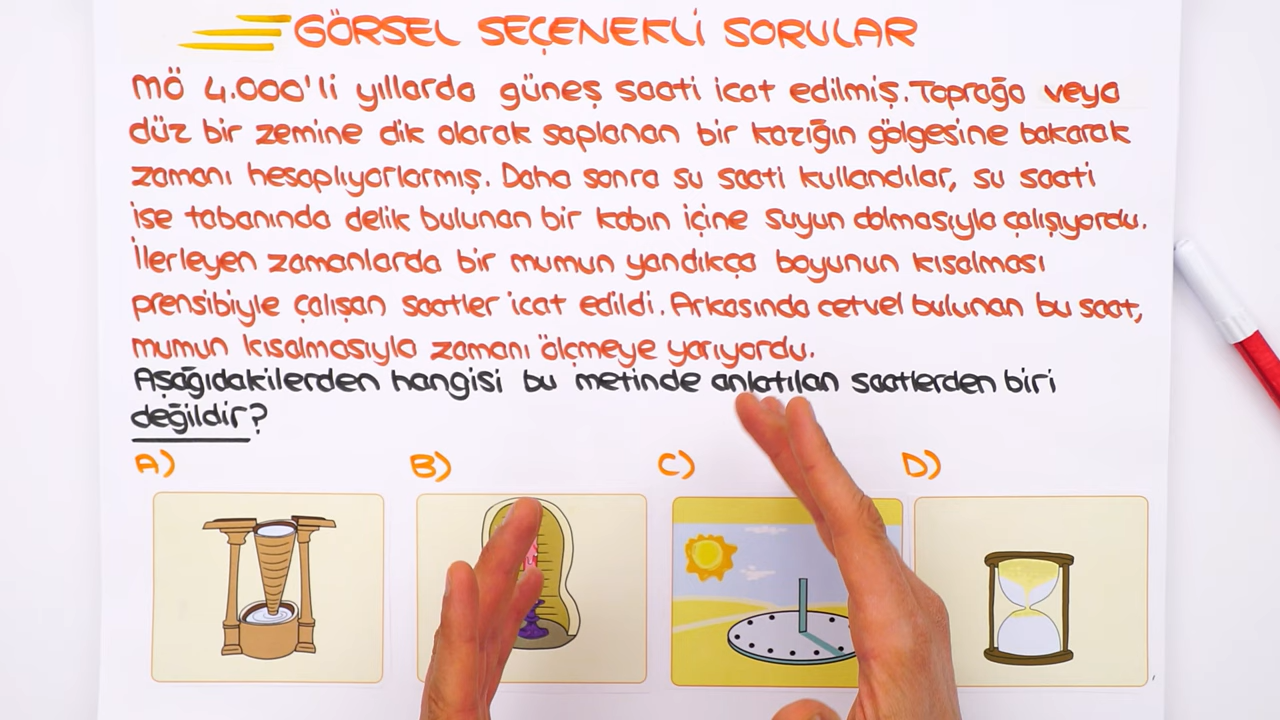 GÖRSEL SEÇENEKLİ SORULAR
MÖ 4.000'li yıllarda güneş saati icat edilmiş. Toprağa veya
düz bir zemine dik olarak saplanan bir kazığın gölgesine bakarak
zamanı hesaplıyorlarmış. Daha sonra su saati kullandılar, su saati
ise tabanında delik bulunan bir kabın içine suyun dolmasıyla çalışıyordu.
İlerleyen zamanlarda bir mumun yandıkça boyunun kısalması
prensibiyle çalışan saatler icat edildi. Arkasında cetvel bulunan bu saat,
mumun kısalmasıyla zamanı ölçmeye yarıyordu.
Aşağıdakilerden hangisi bu metinde anlatılan saatlerden biri
değildir?
A) B) C) D)